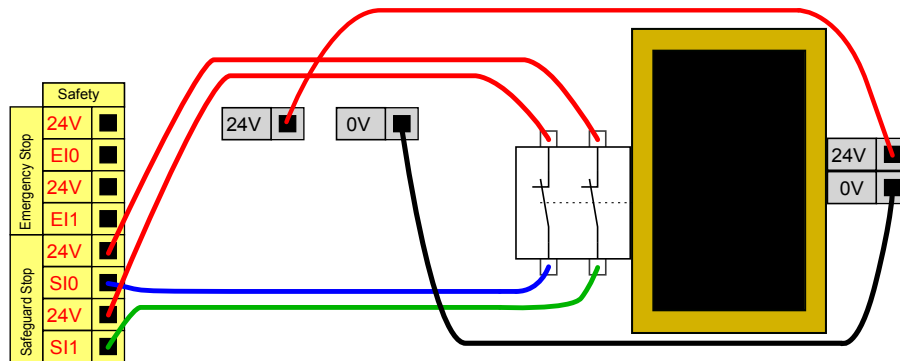 Safety
Emergency Stop
24V
EI0
24V
EI1
Safeguard Stop
24V
SI0
24V
SI1
24V
0V
24V
0V